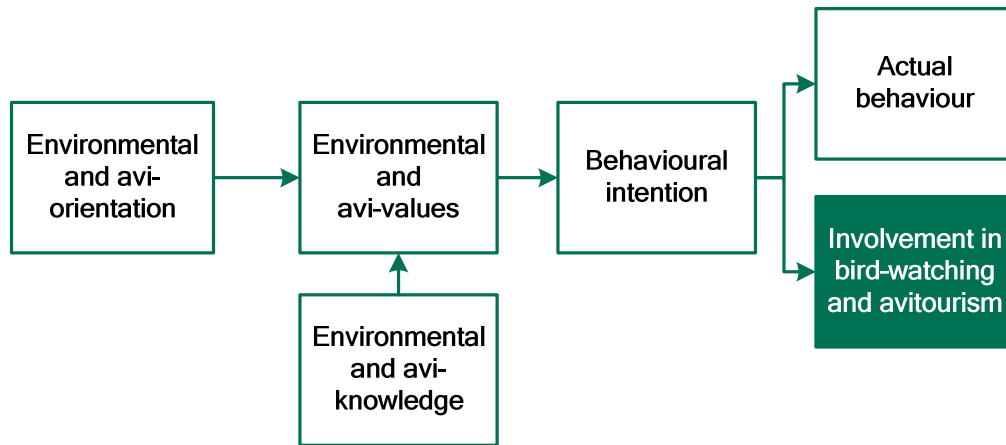 Environmental
and avi-
orientation
Environmental
and
avi-values
Environmental
and avi-
knowledge
Behavioural
intention
Actual
behaviour
Involvement in
bird-watching
and avitourism